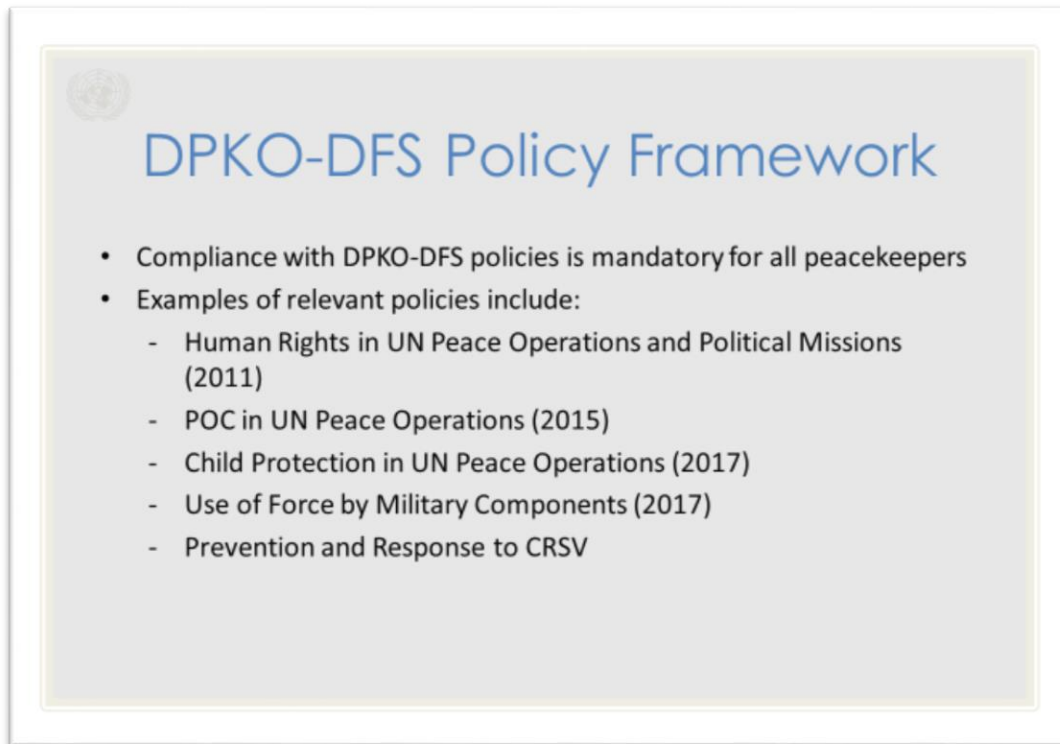 DPKO-DFS Policy Framework
• Compliance with DPKO-DFS policies is mandatory for all peacekeepers
• Examples of relevant policies include:
- Human Rights in UN Peace Operations and Political Missions
(2011)
- POC in UN Peace Operations (2015)
- Child Protection in UN Peace Operations (2017)
- Use of Force by Military Components (2017)
- Prevention and Response to CRSV